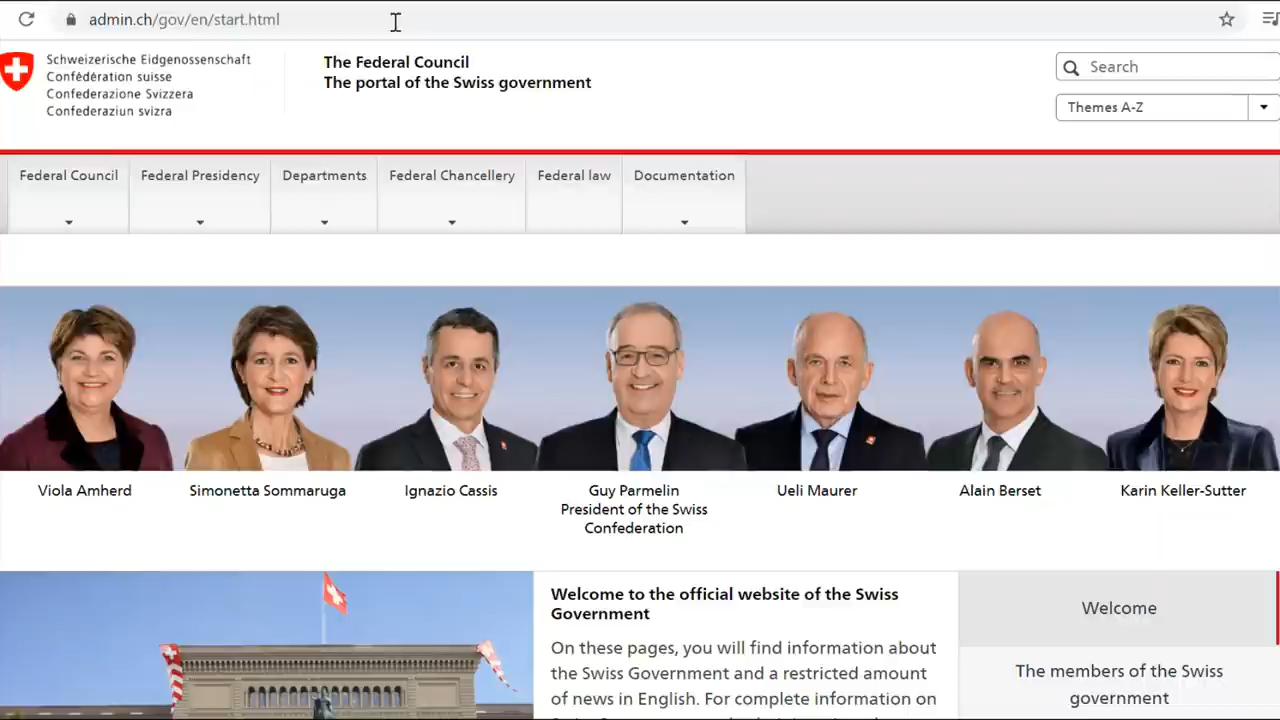 admin.ch/gov/en/start.html
Schweizerische Eidgenossenschaft
Confédération suisse
Confederazione Svizzera
Confederaziun svizra
The Federal Council
The portal of the Swiss government
Search
Themes A-Z
Federal Council
Federal Presidency
Departments
Federal Chancellery
Federal law
Documentation
Viola Amherd
Simonetta Sommaruga
Ignazio Cassis
Guy Parmelin
President of the Swiss
Confederation
Ueli Maurer
Alain Berset
Karin Keller-Sutter
Welcome to the official website of the Swiss
Government
On these pages, you will find information about
the Swiss Government and a restricted amount
of news in English. For complete information on
Welcome
The members of the Swiss
government